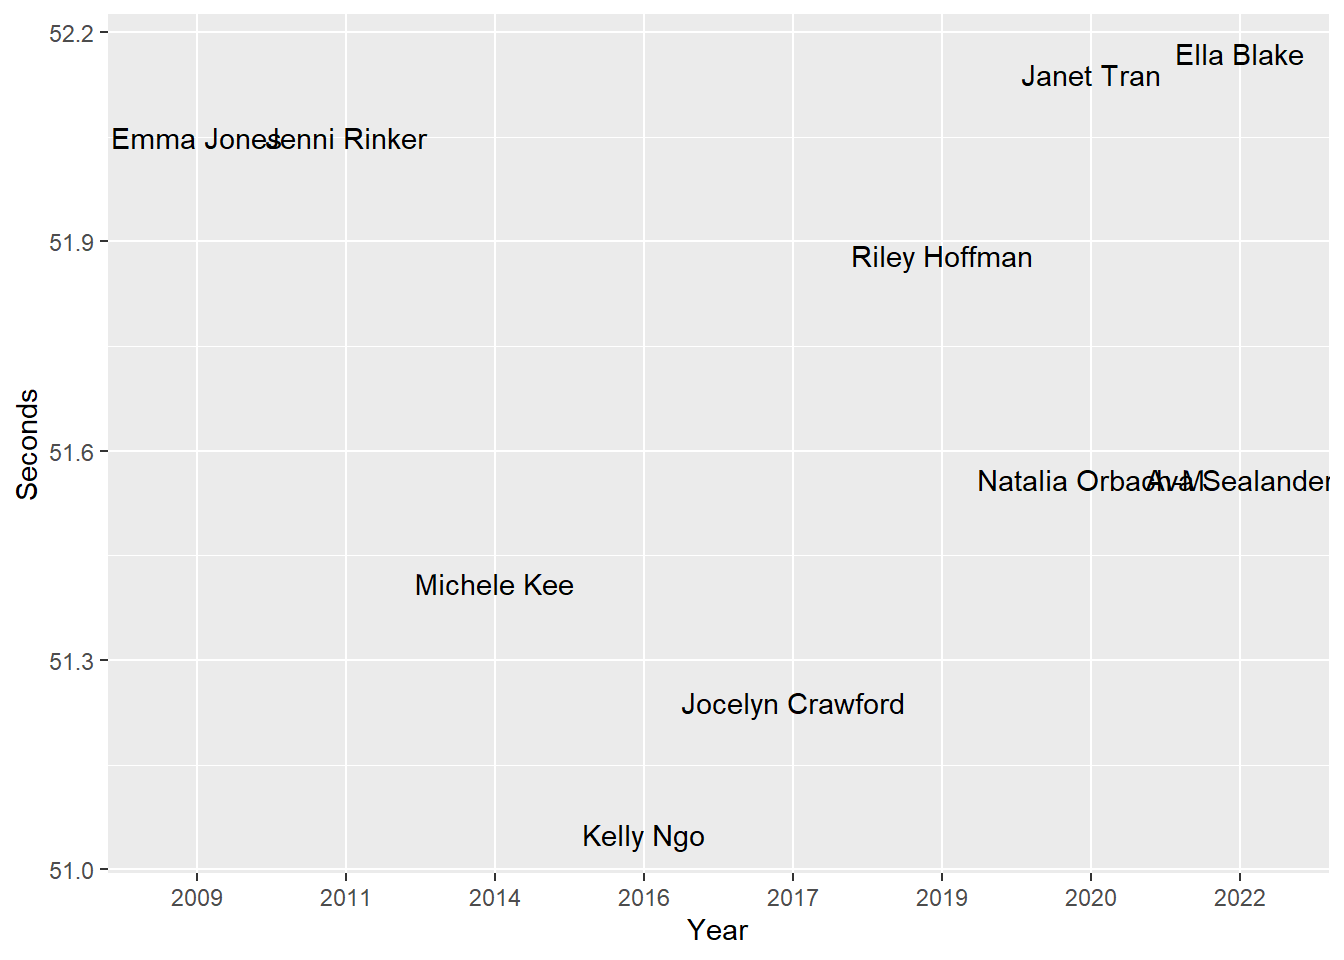 52.2
Ella Blake
Janet Tran
Emma Jones
Jenni Rinker
51.9
Riley Hoffman
Seconds
51.6
Natalia Orbach-M
Ava Sealander
Michele Kee
51.3
Jocelyn Crawford
Kelly Ngo
51.0
2009 2011 2014 2016 2017 2019 2020 2022
Year